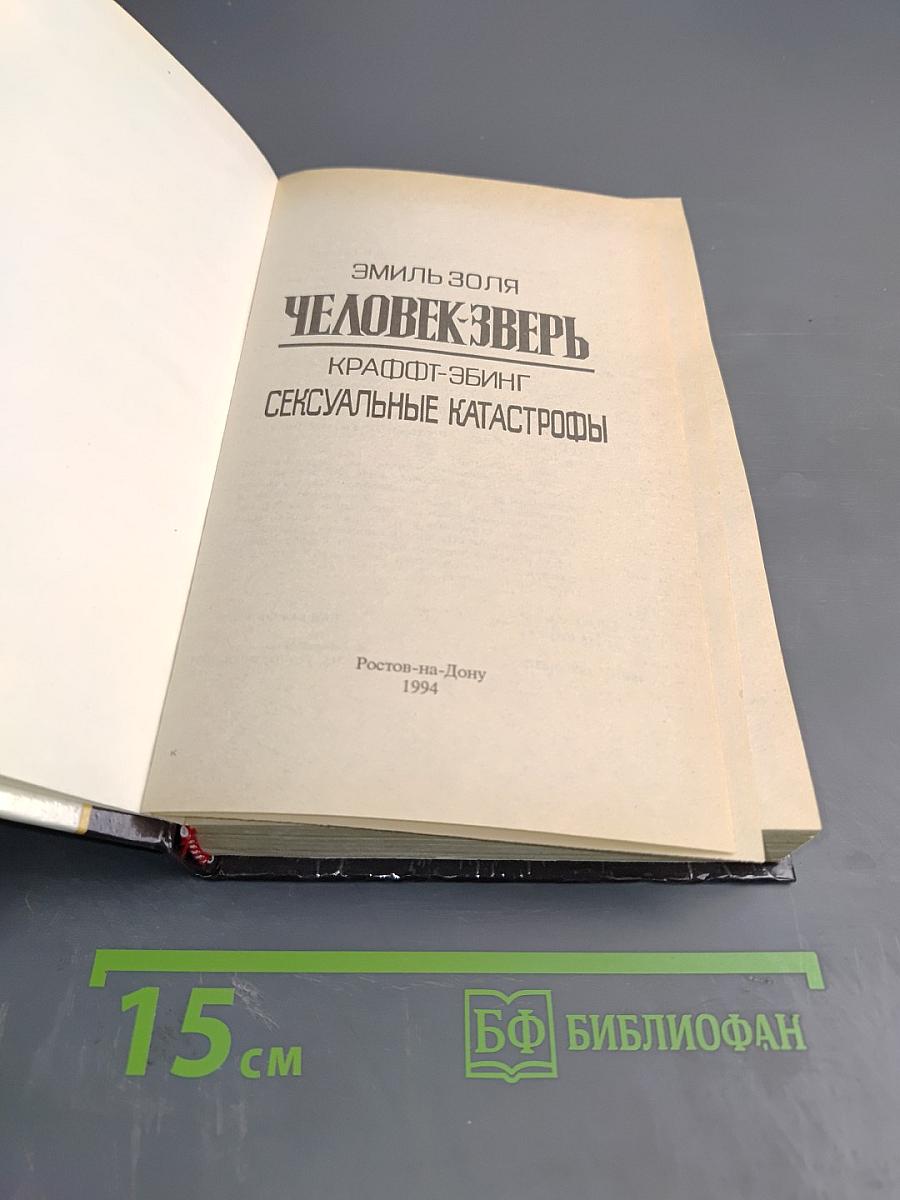 ЭМИЛЬ ЗОЛЯ
ЧЕЛОВЕК-ЗВЕРЬ
КРАФФТ-ЭБИНГ
СЕКСУАЛЬНЫЕ КАТАСТРОФЫ
Ростов-на-Дону
1994
15 см
БФ БИБЛИОФАН